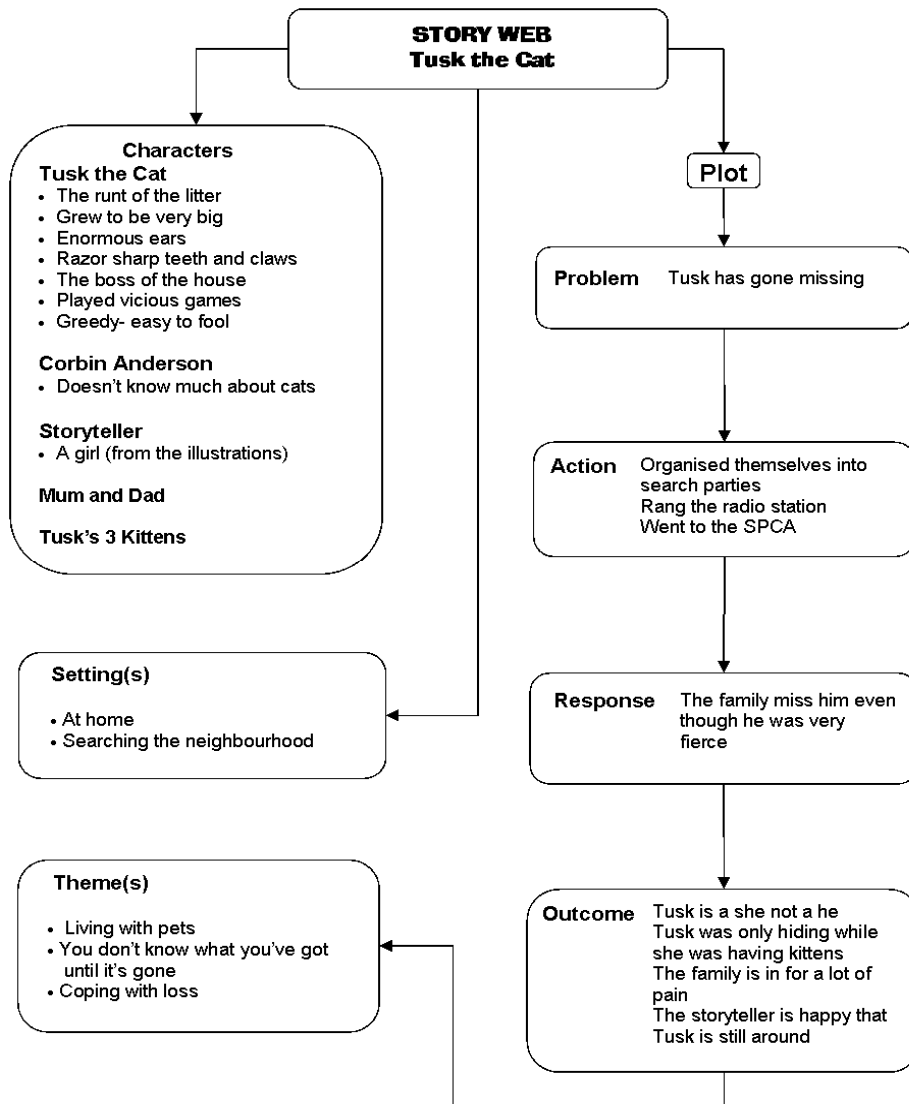 STORY WEB
Tusk the Cat
Characters
Tusk the Cat
• The runt of the litter
• Grew to be very big
• Enormous ears
• Razor sharp teeth and claws
• The boss of the house
• Played vicious games
• Greedy- easy to fool
Corbin Anderson
• Doesn't know much about cats
Storyteller
• A girl (from the illustrations)
Mum and Dad
Tusk's 3 Kittens
Setting(s)
• At home
• Searching the neighbourhood
Theme(s)
• Living with pets
• You don't know what you've got
until it's gone
• Coping with loss
Plot
Problem Tusk has gone missing
Action Organised themselves into
search parties
Rang the radio station
Went to the SPCA
Response The family miss him even
though he was very
fierce
Outcome Tusk is a she not a he
Tusk was only hiding while
she was having kittens
The family is in for a lot of
pain
The storyteller is happy that
Tusk is still around